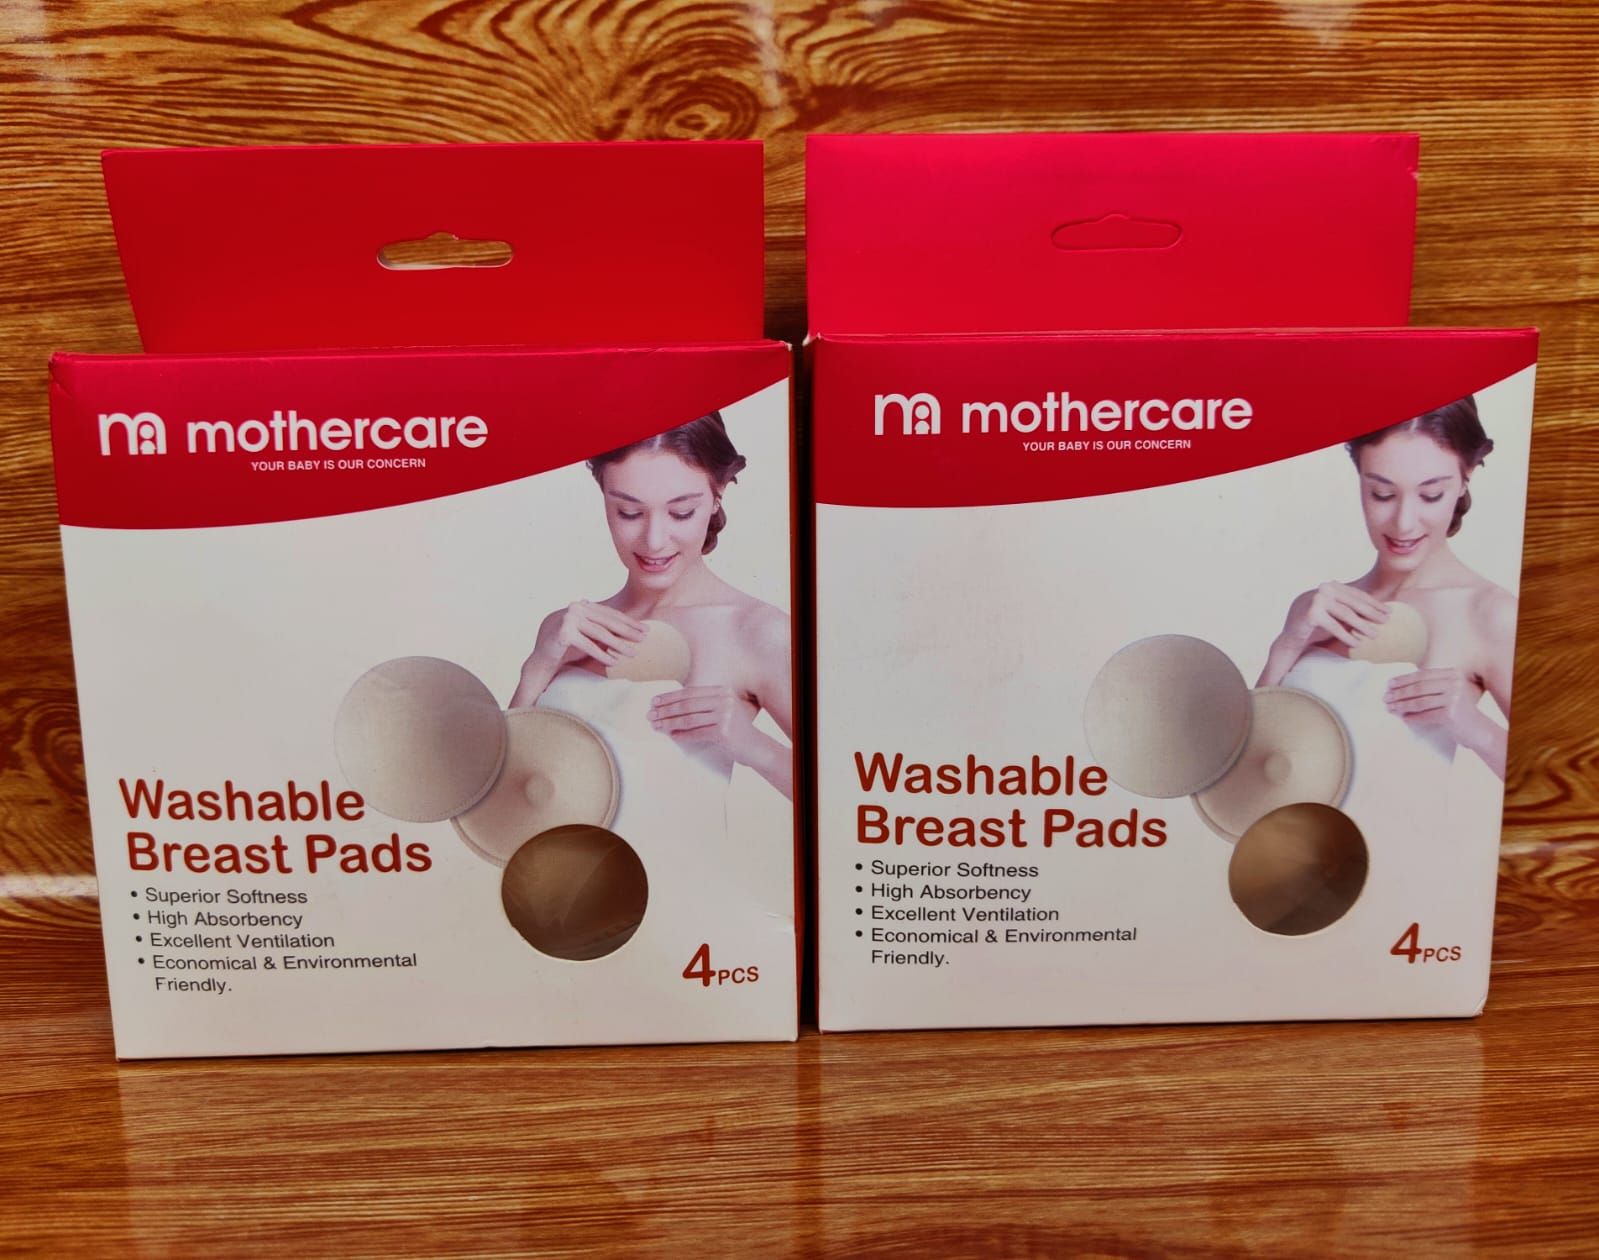 mothercare
YOUR BABY IS OUR CONCERN
Washable
Breast Pads
• Superior Softness
• High Absorbency
• Excellent Ventilation
• Economical & Environmental
Friendly.
4PCS
mothercare
YOUR BABY IS OUR CONCERN
Washable
Breast Pads
• Superior Softness
• High Absorbency
• Excellent Ventilation
• Economical & Environmental
Friendly.
4PCS